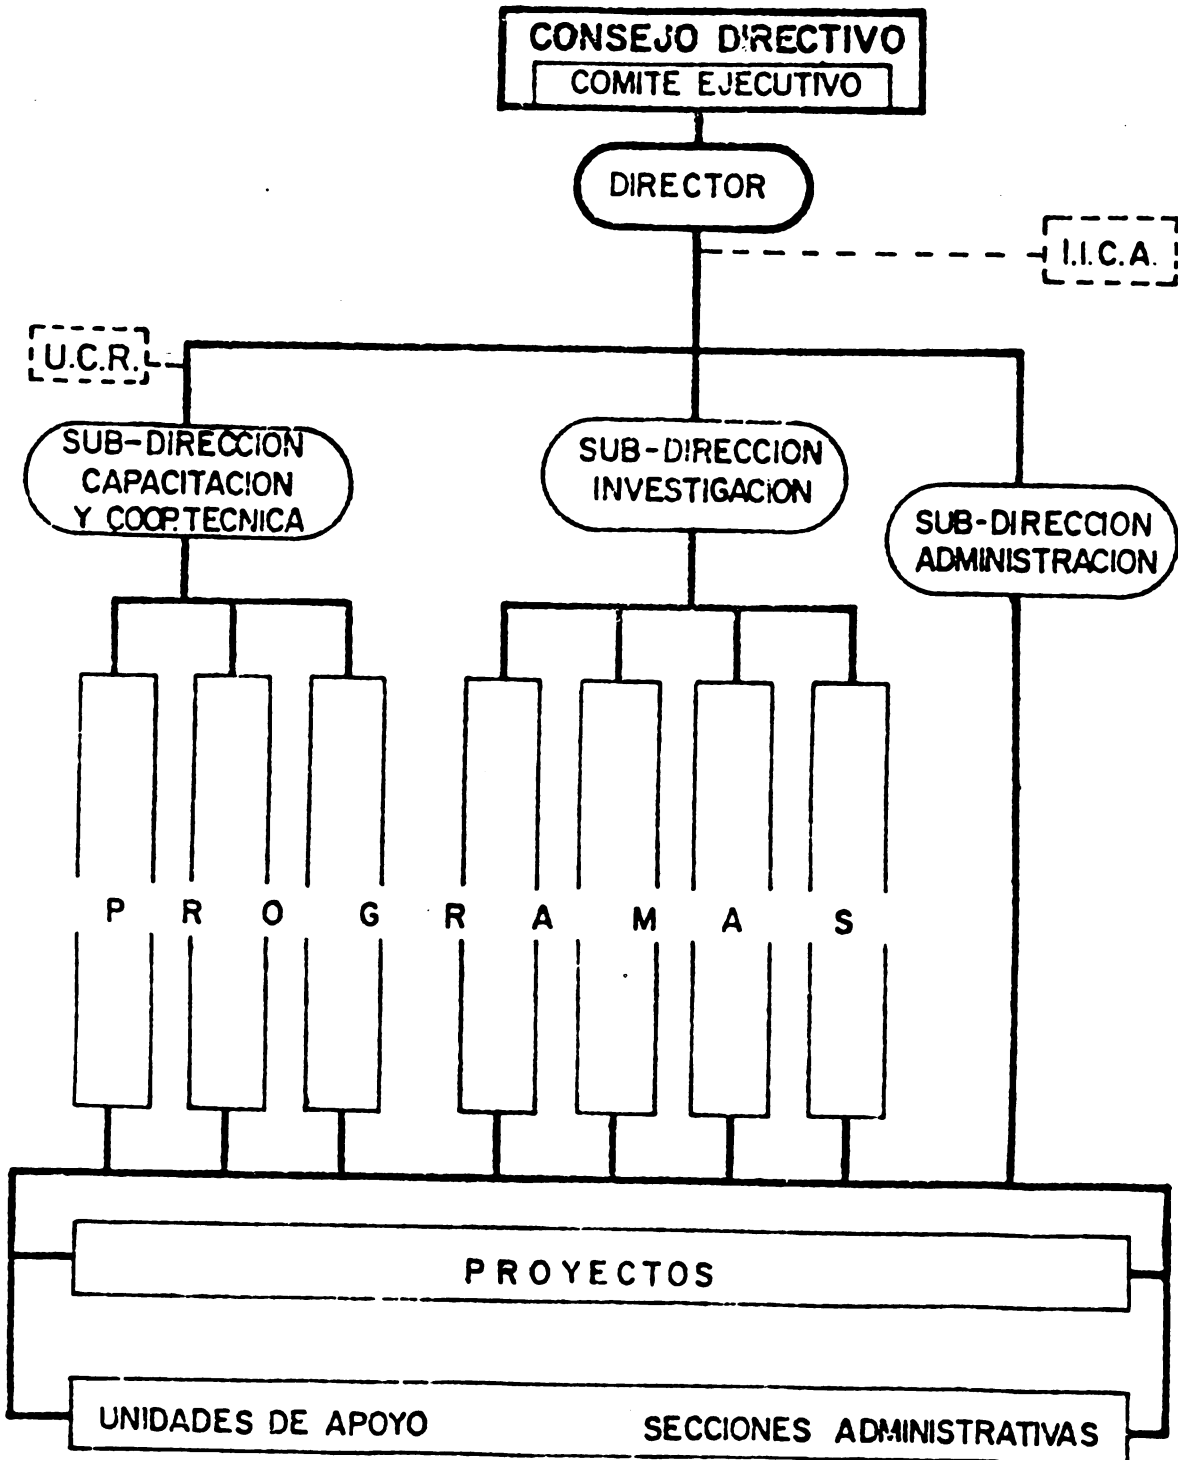 CONSEJO DIRECTIVO
COMITE EJECUTIVO
DIRECTOR
I.I.C.A.
U.C.R.
SUB-DIRECCION
CAPACITACION
Y COOP.TECNICA
SUB-DIRECCION
INVESTIGACION
SUB-DIRECCION
ADMINISTRACION
P R O G R A M A S
PROYECTOS
UNIDADES DE APOYO SECCIONES ADMINISTRATIVAS